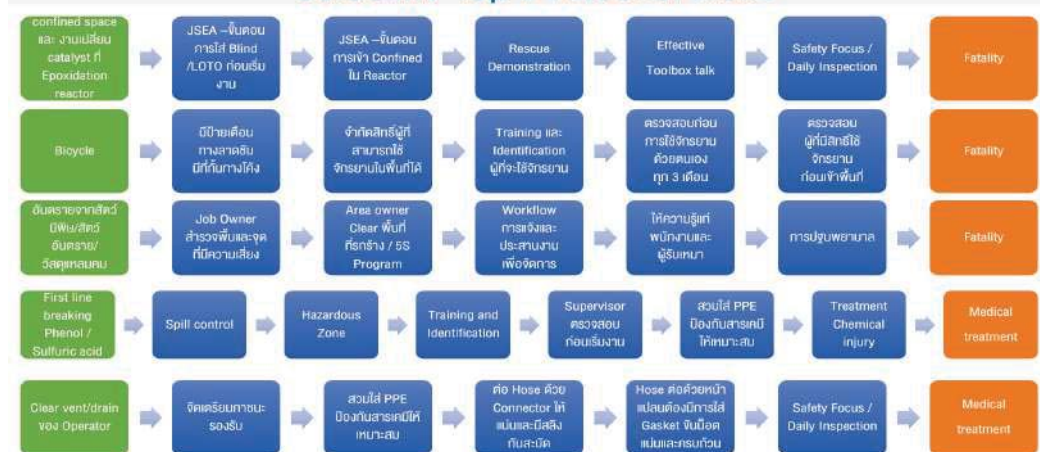 confined space
และ งานเปลี่ยน
catalyst ที่
Epoxidation
reactor
JSEA –ขั้นตอน
การใส่ Blind
/LOTO ก่อนเริ่ม
งาน
JSEA –ขั้นตอน
การเข้า Confined
ใน Reactor
Rescue
Demonstration
Effective
Toolbox talk
Safety Focus /
Daily Inspection
Fatality
Bicycle
มีป้ายเตือน
ทางลาดชัน
มีที่กั้นทางโค้ง
จำกัดสิทธิ์ผู้ที่
สามารถใช้
จักรยานในพื้นที่ได้
Training และ
Identification
ผู้ที่จะใช้จักรยาน
ตรวจสอบก่อน
การใช้จักรยาน
ด้วยตนเอง
ทุก 3 เดือน
ตรวจสอบ
ผู้ที่มีสิทธิ์ใช้
จักรยาน
ก่อนเข้าพื้นที่
Fatality
อันตรายจากสัตว์
มีพิษ/สัตว์
อันตราย/
วัสดุแหลมคม
Job Owner
สำรวจพื้นและจุด
ที่มีความเสี่ยง
Area owner
Clear พื้นที่
ที่รกร้าง / 5S
Program
Workflow
การแจ้งและ
ประสานงาน
เพื่อจัดการ
ให้ความรู้แก่
พนักงานและ
ผู้รับเหมา
การปฐมพยาบาล
Fatality
First line
breaking
Phenol /
Sulfuric acid
Spill control
Hazardous
Zone
Training and
Identification
Supervisor
ตรวจสอบ
ก่อนเริ่มงาน
สวมใส่ PPE
ป้องกันสารเคมี
ให้เหมาะสม
Treatment
Chemical
injury
Medical
treatment
Clear vent/drain
ของ Operator
จัดเตรียมภาชนะ
รองรับ
สวมใส่ PPE
ป้องกันสารเคมีให้
เหมาะสม
ต่อ Hose ด้วย
Connector ให้
แน่นและมีสลิง
กันสะบัด
Hose ต่อด้วยหน้า
แปลนต้องมีการใส่
Gasket ขันน็อต
แน่นและครบถ้วน
Safety Focus /
Daily Inspection
Medical
treatment